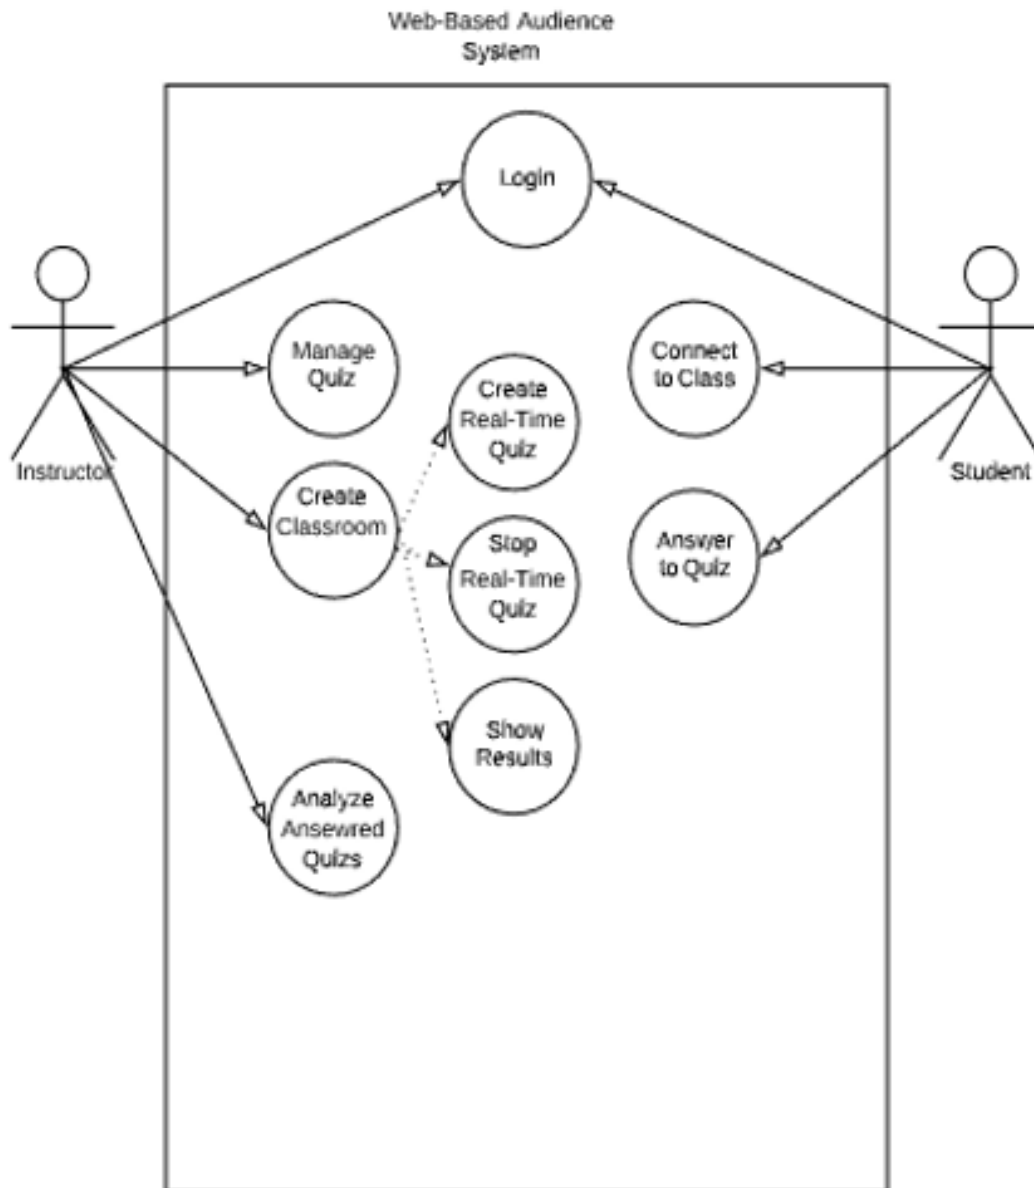 Web-Based Audience
System
Login
Manage
Quiz
Connect
to Class
Create
Real-Time
Quiz
Instructor
Student
Create
Classroom
Stop
Real-Time
Quiz
Answer
to Quiz
Show
Results
Analyze
Ansewred
Quizs